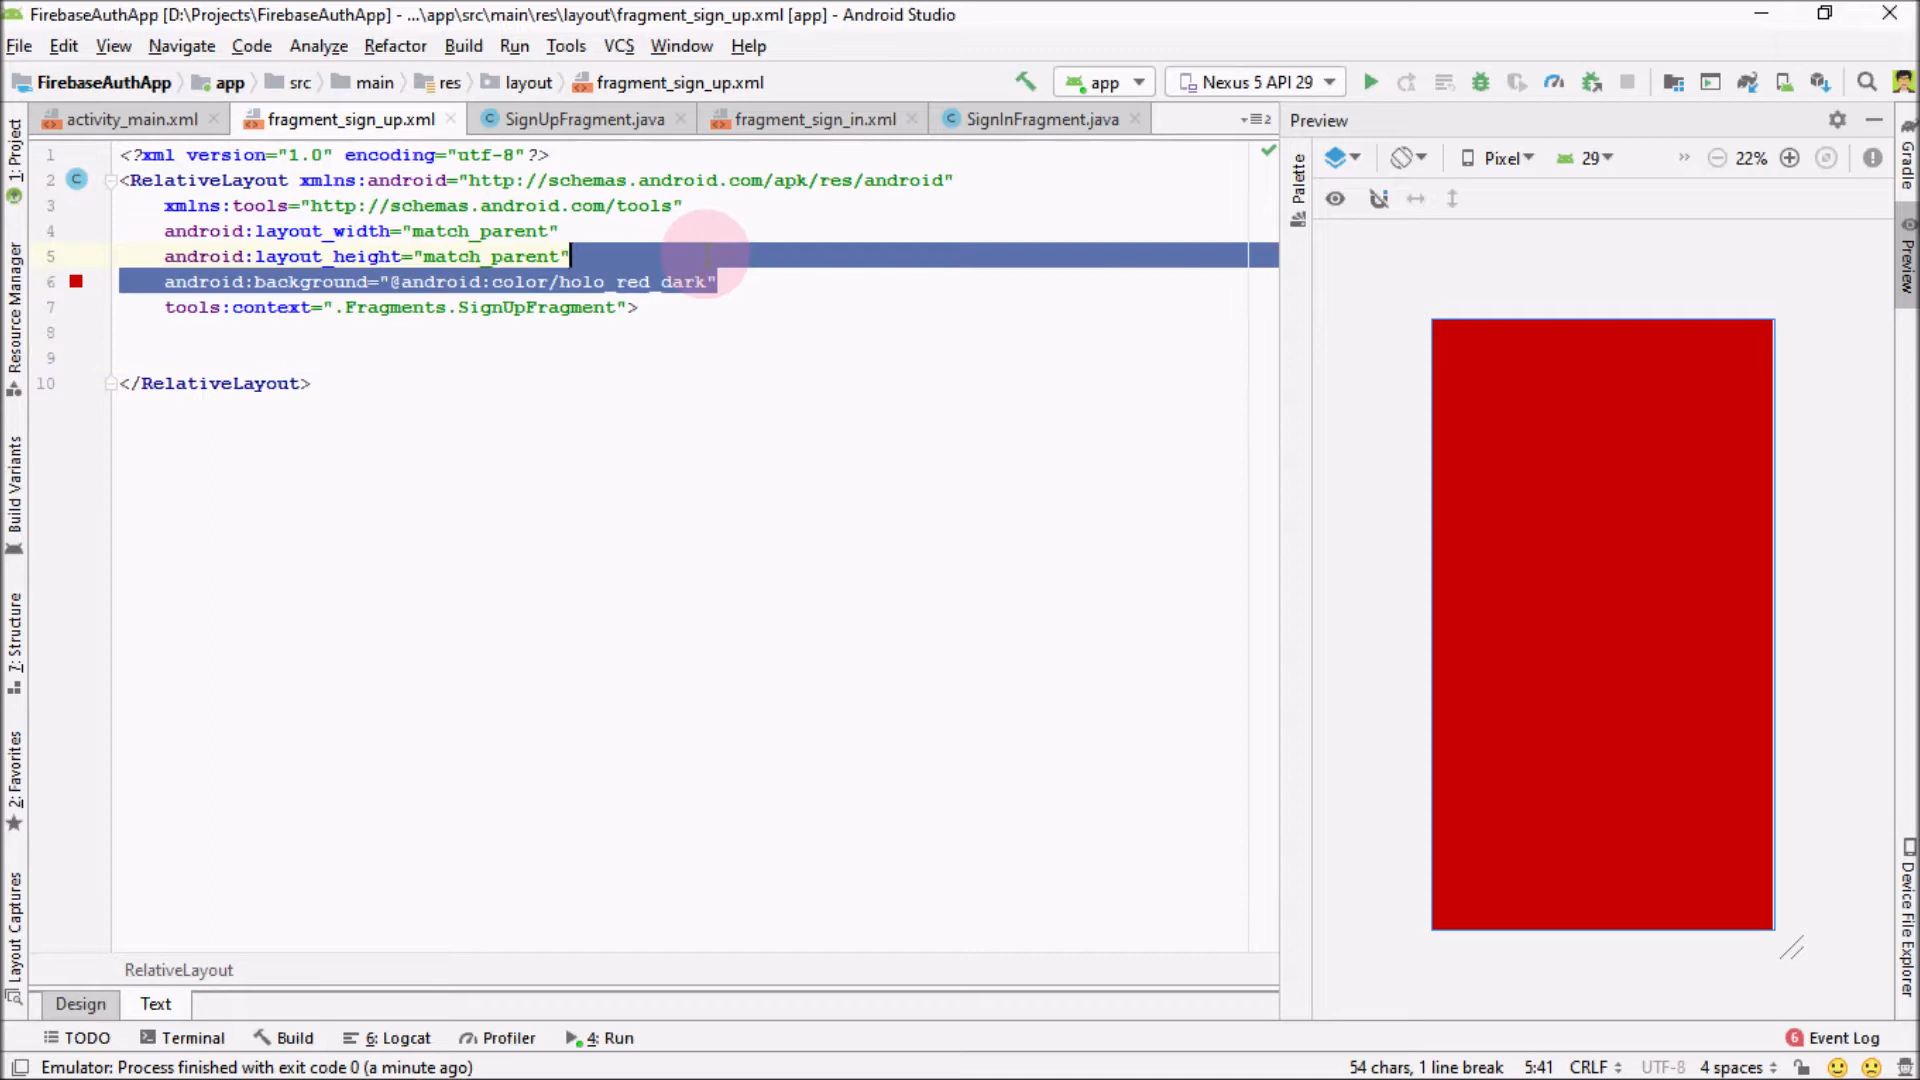 FirebaseAuthApp [D:\Projects\FirebaseAuthApp] - ...\app\src\main\res\layout\fragment_sign_up.xml [app] - Android Studio
File Edit View Navigate Code Analyze Refactor Build Run Tools VCS Window Help
FirebaseAuthApp app src main res layout fragment_sign_up.xml app Nexus 5 API 29
activity_main.xml fragment_sign_up.xml SignUpFragment.java fragment_sign_in.xml SignInFragment.java 2 Preview
Pixel 29 22%
1 <?xml version="1.0" encoding="utf-8"?>
2 <RelativeLayout xmlns:android="http://schemas.android.com/apk/res/android"
3 xmlns:tools="http://schemas.android.com/tools"
4 android:layout_width="match_parent"
5 android:layout_height="match_parent"
6 android:background="@android:color/holo_red_dark"
7 tools:context=".Fragments.SignUpFragment">
8
9
10 </RelativeLayout>
1: Project
Resource Manager
Build Variants
7: Structure
2: Favorites
Layout Captures
Palette
Gradle
Preview
Device File Explorer
RelativeLayout
Design Text
TODO Terminal Build 6: Logcat Profiler 4: Run 6 Event Log
Emulator: Process finished with exit code 0 (a minute ago) 54 chars, 1 line break 5:41 CRLF UTF-8 4 spaces